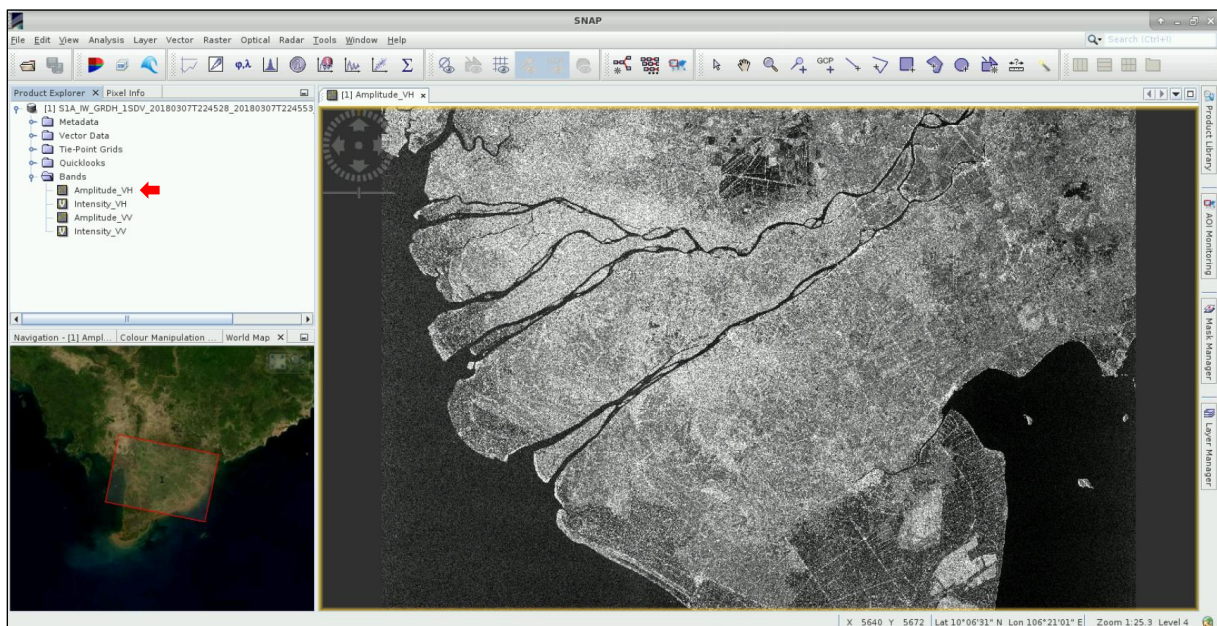 SNAP
File Edit View Analysis Layer Vector Raster Optical Radar Tools Window Help
Search (Ctrl+I)
φ,λ Σ GCP
Product Explorer X Pixel Info
[1] Amplitude_VH x
[1] S1A_IW_GRDH_1SDV_20180307T224528_20180307T224553_
Metadata
Vector Data
Tie-Point Grids
Quicklooks
Bands
Amplitude_VH
Intensity_VH
Amplitude_VV
Intensity_VV
Navigation - [1] Ampl... Colour Manipulation ... World Map X
1
Product Library
AOI Monitoring
Mask Manager
Layer Manager
X 5640 Y 5672 Lat 10°06'31" N Lon 106°21'01" E Zoom 1:25.3 Level 4